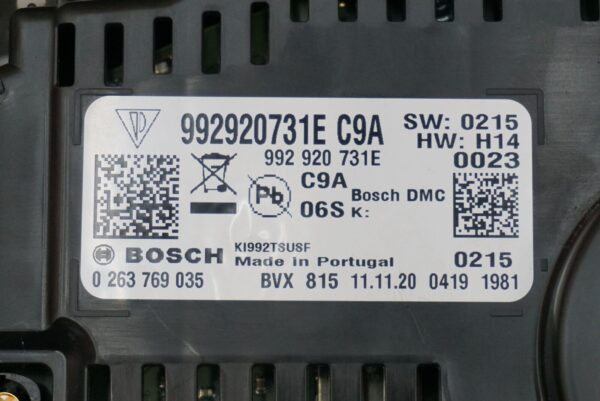 992920731E C9A
SW: 0215
HW: H14
992 920 731E
0023
C9A
Pb
Bosch DMC
06S K:
BOSCH
KI992TSUSF
Made in Portugal
0215
0 263 769 035
BVX 815 11.11.20 0419 1981